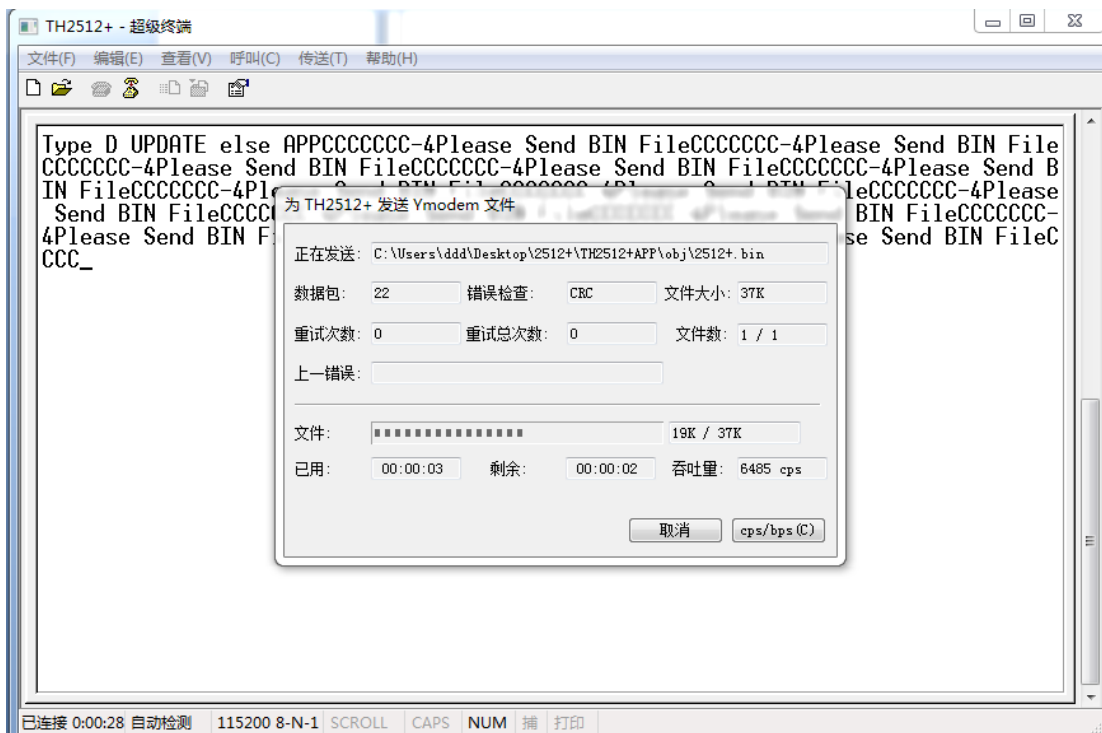 TH2512+ - 超级终端
文件(F) 编辑(E) 查看(V) 呼叫(C) 传送(T) 帮助(H)
Type D UPDATE else APPCCCCCCC-4Please Send BIN FileCCCCCCC-4Please Send BIN File
CCCCCCC-4Please Send BIN FileCCCCCCC-4Please Send BIN FileCCCCCCC-4Please Send B
IN FileCCCCCCC-4Ple leCCCCCCC-4Please
Send BIN FileCCCC BIN FileCCCCCCC-
4Please Send BIN F se Send BIN FileC
CCC_
为 TH2512+ 发送 Ymodem 文件
正在发送: C:\Users\ddd\Desktop\2512+\TH2512+APP\obj\2512+.bin
数据包: 22 错误检查: CRC 文件大小: 37K
重试次数: 0 重试总次数: 0 文件数: 1 / 1
上一错误:
文件: 19K / 37K
已用: 00:00:03 剩余: 00:00:02 吞吐量: 6485 cps
取消 cps/bps(C)
已连接 0:00:28 自动检测 115200 8-N-1 SCROLL CAPS NUM 捕 打印